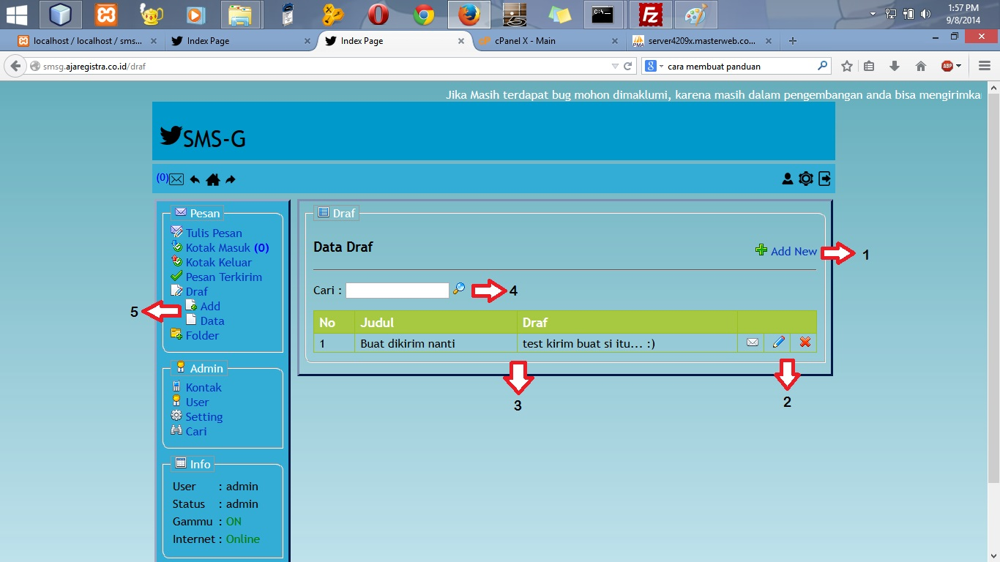 1:57 PM
9/8/2014
localhost / localhost / sms...
Index Page
Index Page
cPanel X - Main
server4209x.masterweb.co...
smsg.ajaregistra.co.id/draf
cara membuat panduan
Jika Masih terdapat bug mohon dimaklumi, karena masih dalam pengembangan anda bisa mengirimka
SMS-G
(0)
Pesan
Tulis Pesan
Kotak Masuk (0)
Kotak Keluar
Pesan Terkirim
Draf
Add
Data
Folder
5
Admin
Kontak
User
Setting
Cari
Info
User : admin
Status : admin
Gammu : ON
Internet : Online
Draf
Data Draf
Add New
1
Cari :
4
No Judul Draf
1 Buat dikirim nanti test kirim buat si itu... :)
3
2